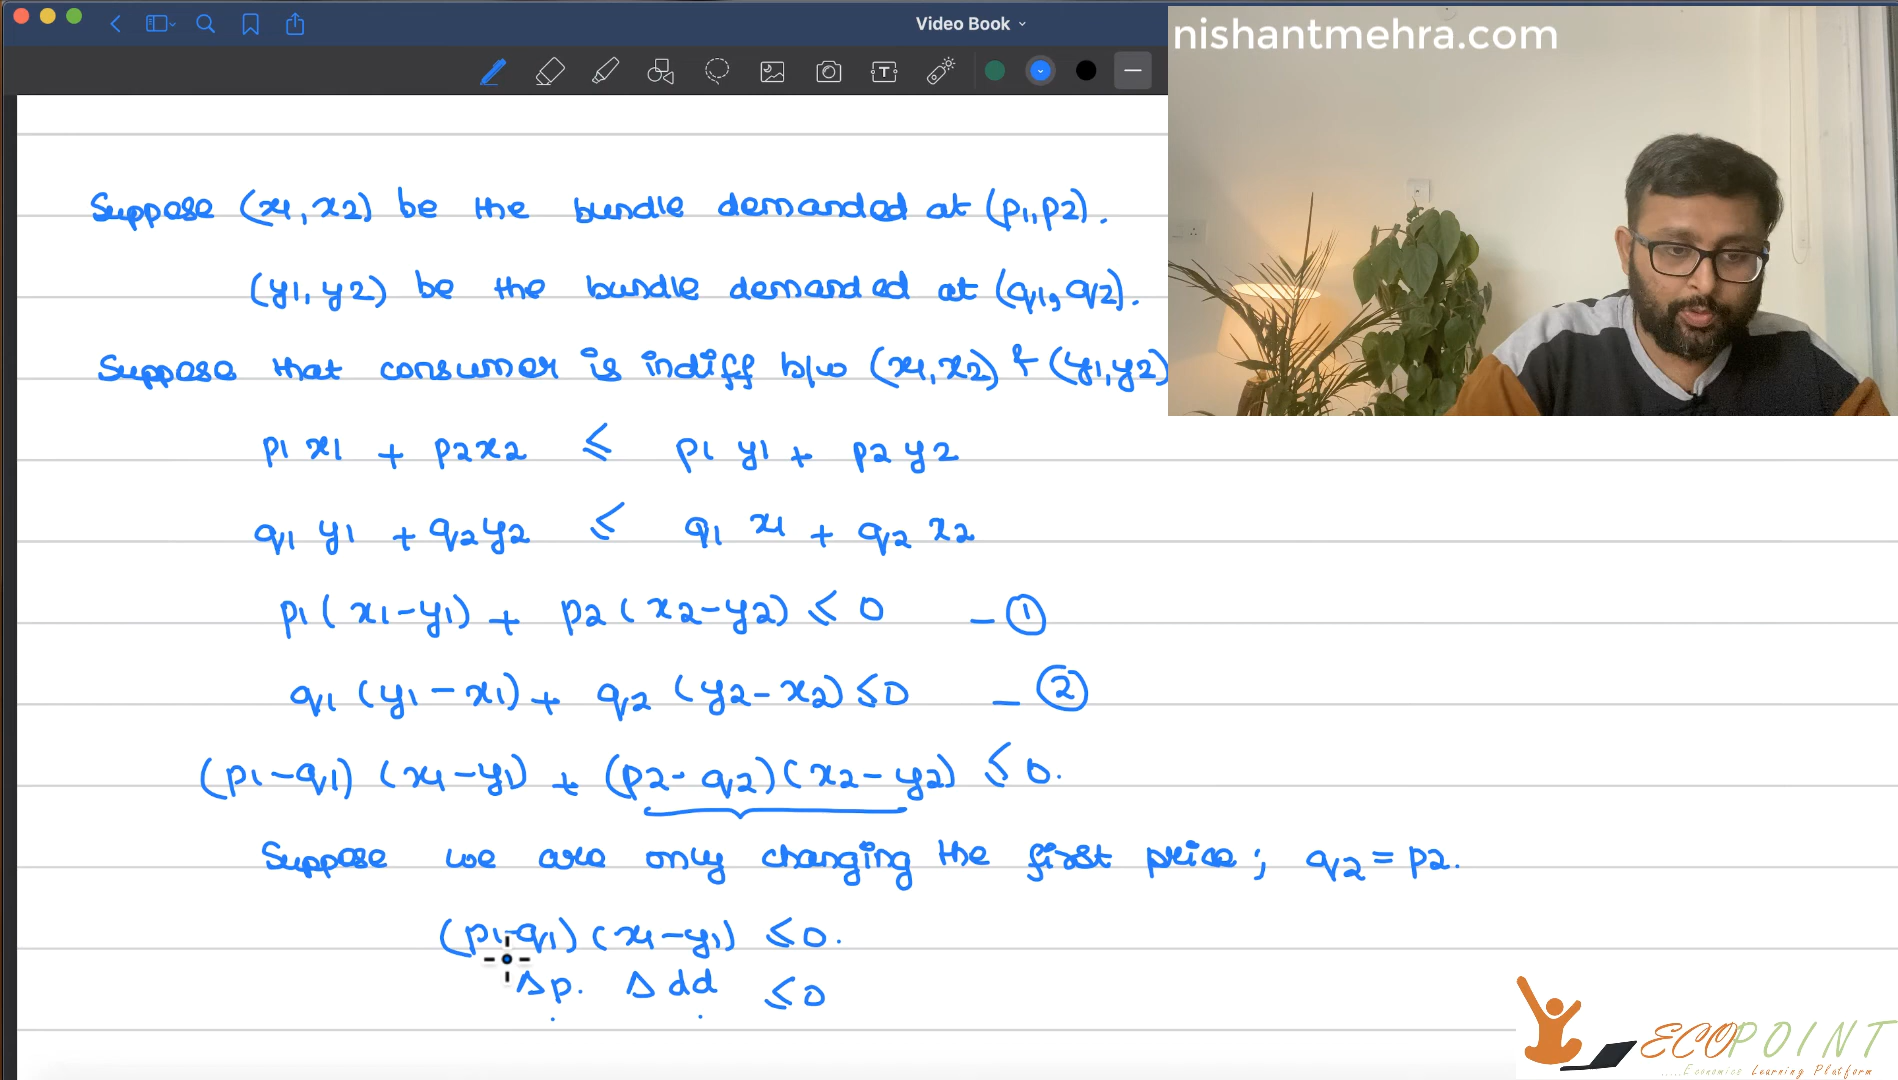 Video Book
nishantmehra.com
T
Suppose (x1, x2) be the bundle demanded at (p1, p2).
(y1, y2) be the bundle demanded at (q1, q2).
Suppose that consumer is indiff b/w (x1, x2) & (y1, y2)
p1 x1 + p2x2 ≤ p1 y1 + p2 y2
q1 y1 + q2y2 ≤ q1 x1 + q2 x2
p1 (x1-y1) + p2 (x2-y2) ≤ 0 - ①
q1 (y1-x1) + q2 (y2-x2) ≤0 - ②
(p1-q1) (x1-y1) + (p2-q2) (x2-y2) ≤ 0.
Suppose we are only changing the first price; q2 = p2.
(p1-q1) (x1-y1) ≤0.
Δp. Δdd ≤0
ECOPOINT
.....Economics Learning Platform